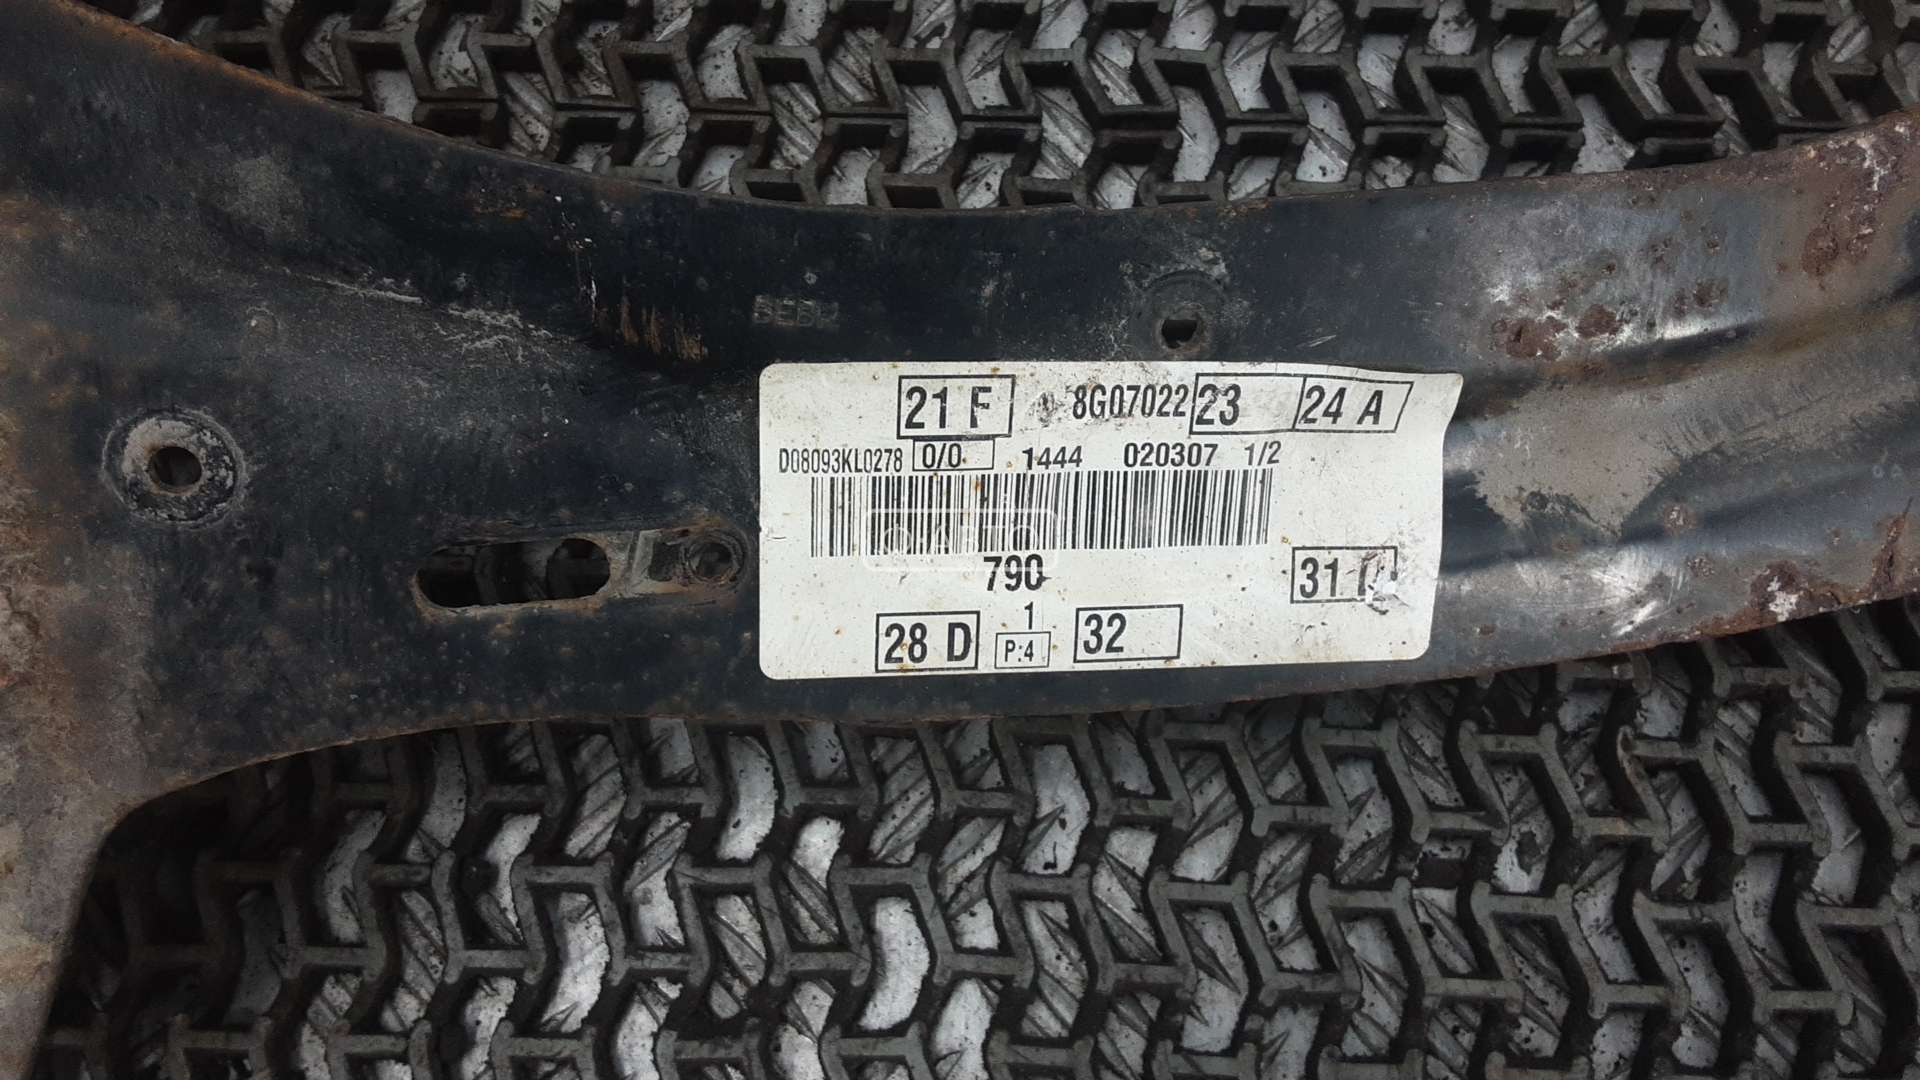 21 F 8G07022 23 24 A
D08093KL0278 0/0 1444 020307 1/2
790
31
1
28 D P:4 32